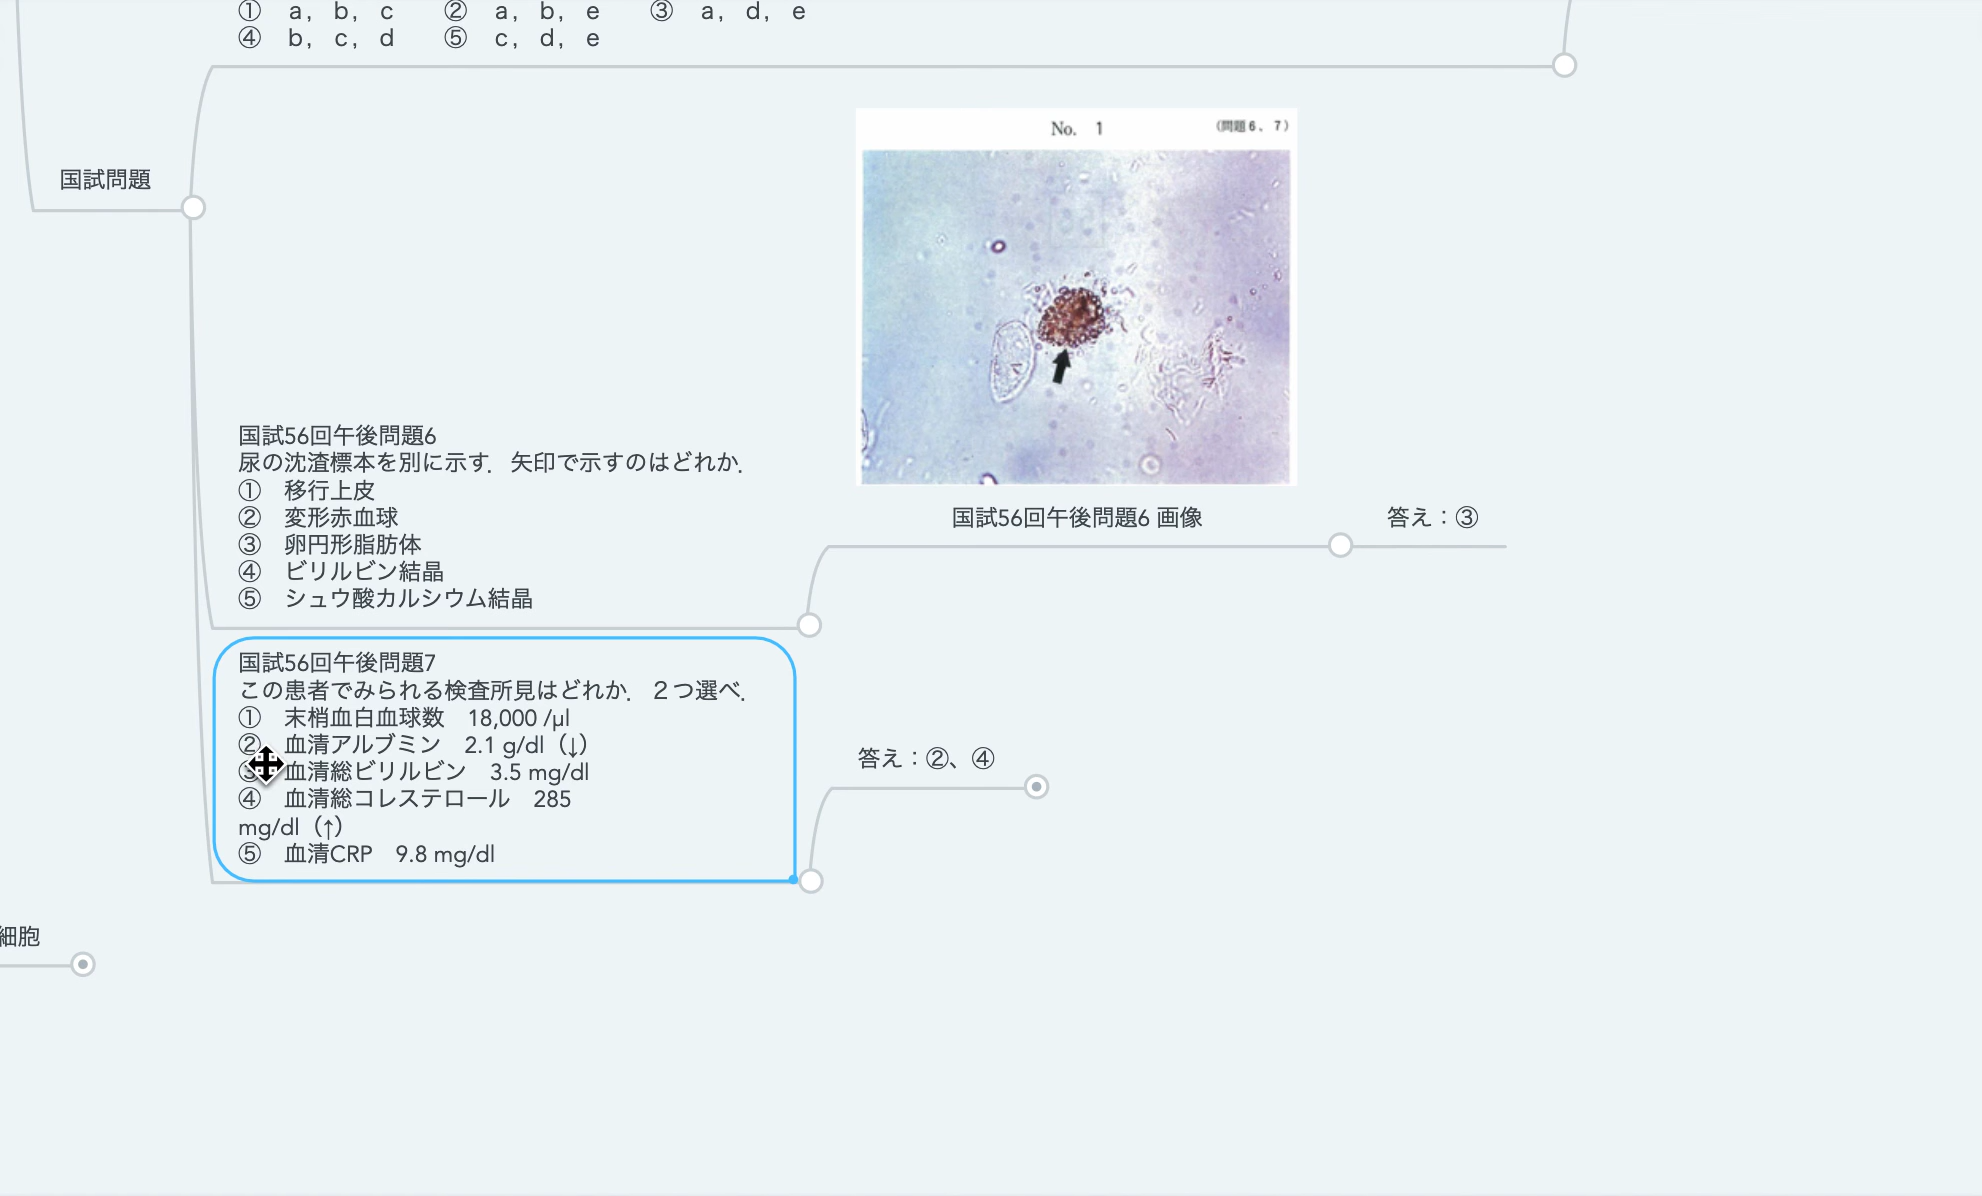 ① a, b, c ② a, b, e ③ a, d, e
④ b, c, d ⑤ c, d, e
No. 1 (問題6、7)
国試問題
国試56回午後問題6
尿の沈渣標本を別に示す．矢印で示すのはどれか．
① 移行上皮
② 変形赤血球
③ 卵円形脂肪体
④ ビリルビン結晶
⑤ シュウ酸カルシウム結晶
国試56回午後問題6 画像
答え：③
国試56回午後問題7
この患者でみられる検査所見はどれか．２つ選べ．
① 末梢血白血球数 18,000 /μl
② 血清アルブミン 2.1 g/dl（↓）
③ 血清総ビリルビン 3.5 mg/dl
④ 血清総コレステロール 285
mg/dl（↑）
⑤ 血清CRP 9.8 mg/dl
答え：②、④
細胞